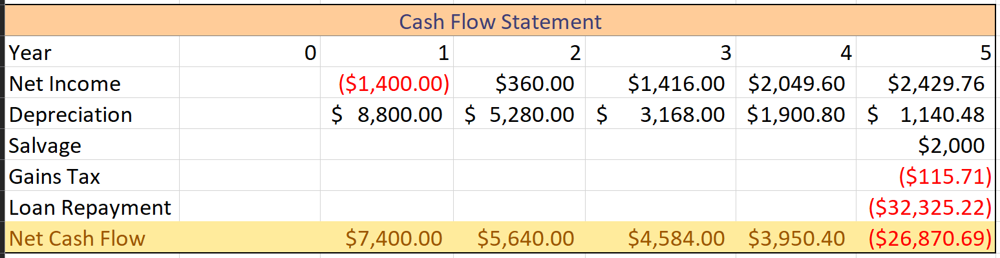 Cash Flow Statement
Year 0 1 2 3 4 5
Net Income ($1,400.00) $360.00 $1,416.00 $2,049.60 $2,429.76
Depreciation $ 8,800.00 $ 5,280.00 $ 3,168.00 $1,900.80 $ 1,140.48
Salvage $2,000
Gains Tax ($115.71)
Loan Repayment ($32,325.22)
Net Cash Flow $7,400.00 $5,640.00 $4,584.00 $3,950.40 ($26,870.69)